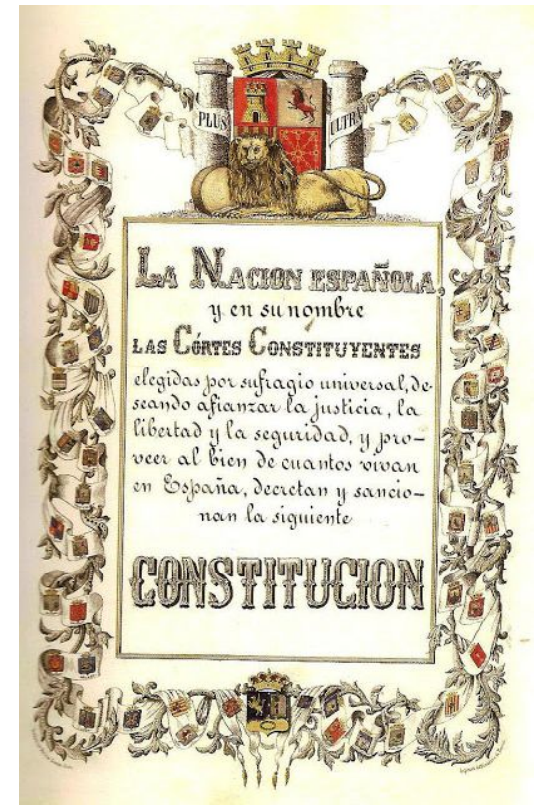 PLUS ULTRA
LA NACION ESPAÑOLA,
y en su nombre
LAS CÓRTES CONSTITUYENTES
elegidas por sufragio universal, de-
seando afianzar la justicia, la
libertad y la seguridad, y pro-
veer al bien de cuantos vivan
en España, decretan y sancio-
nan la siguiente
CONSTITUCION